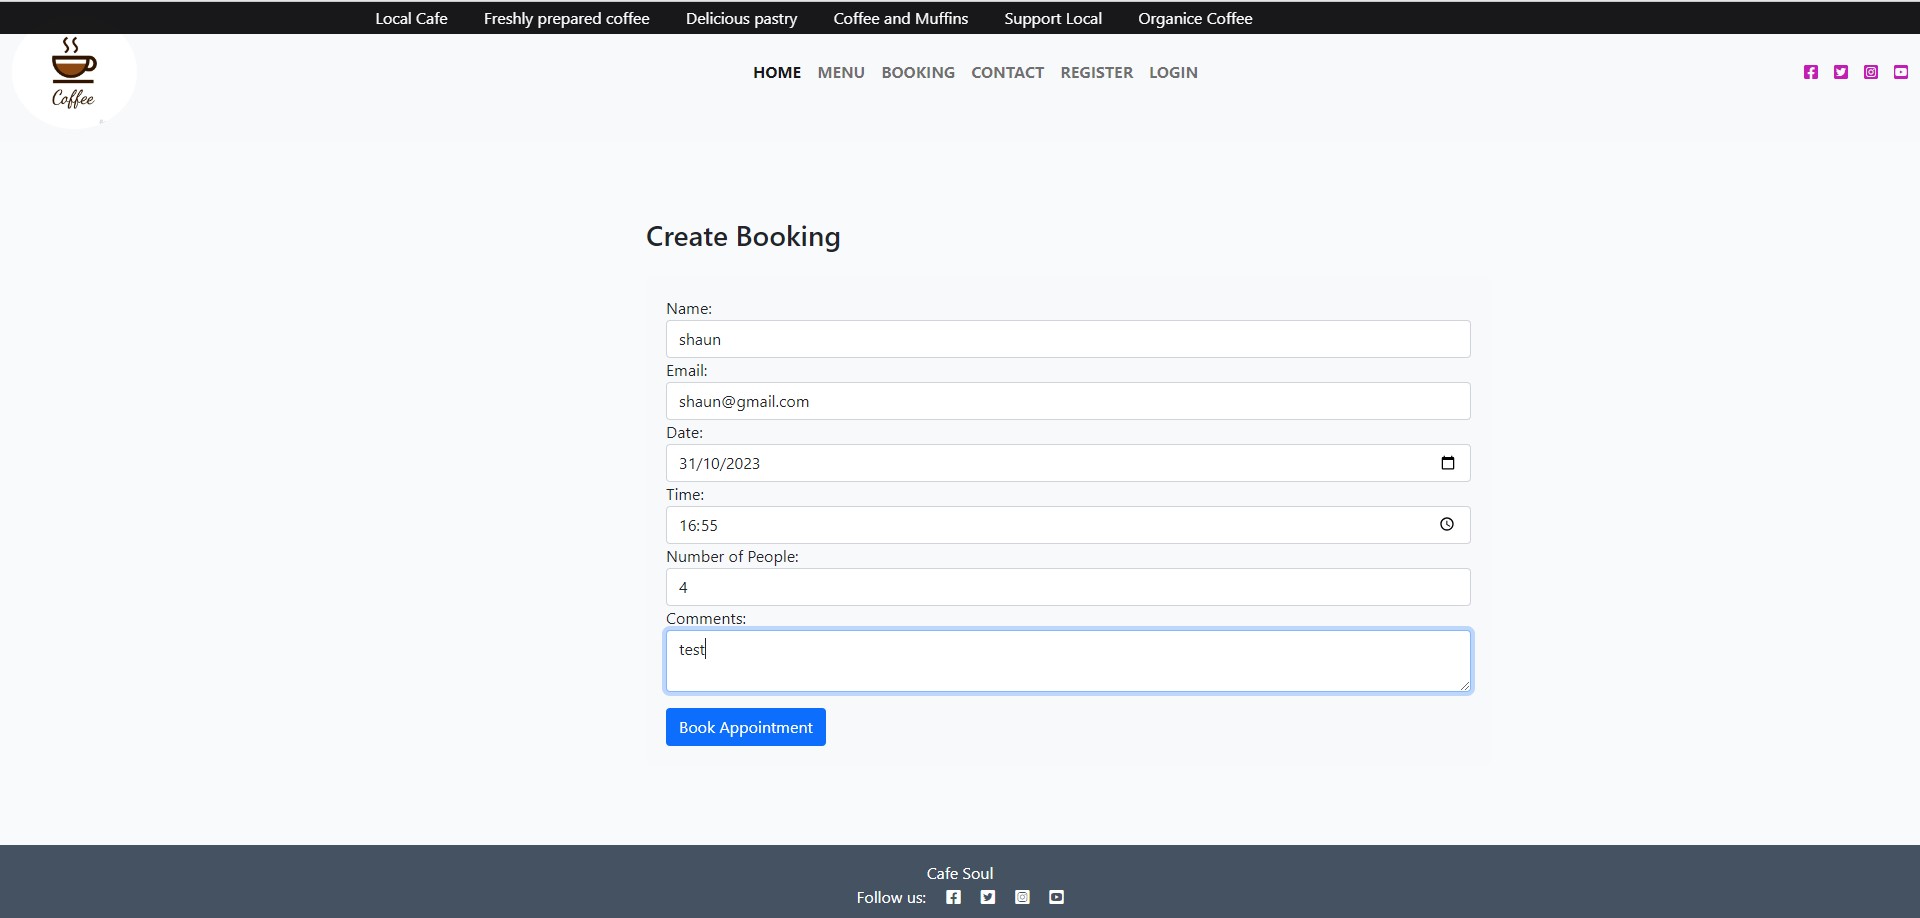 Local Cafe Freshly prepared coffee Delicious pastry Coffee and Muffins Support Local Organice Coffee
Coffee
HOME MENU BOOKING CONTACT REGISTER LOGIN
Create Booking
Name:
shaun
Email:
shaun@gmail.com
Date:
31/10/2023
Time:
16:55
Number of People:
4
Comments:
test
Book Appointment
Cafe Soul
Follow us: